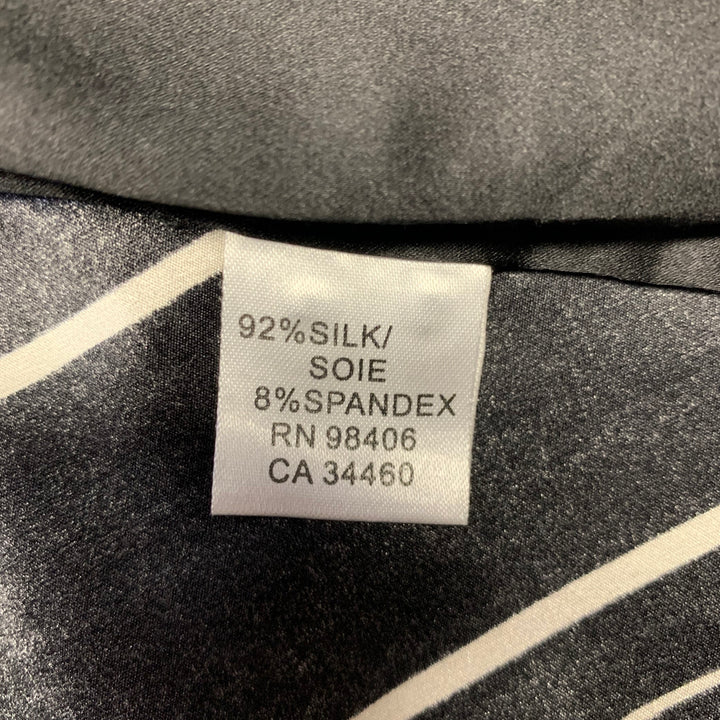 92%SILK/
SOIE
8%SPANDEX
RN 98406
CA 34460